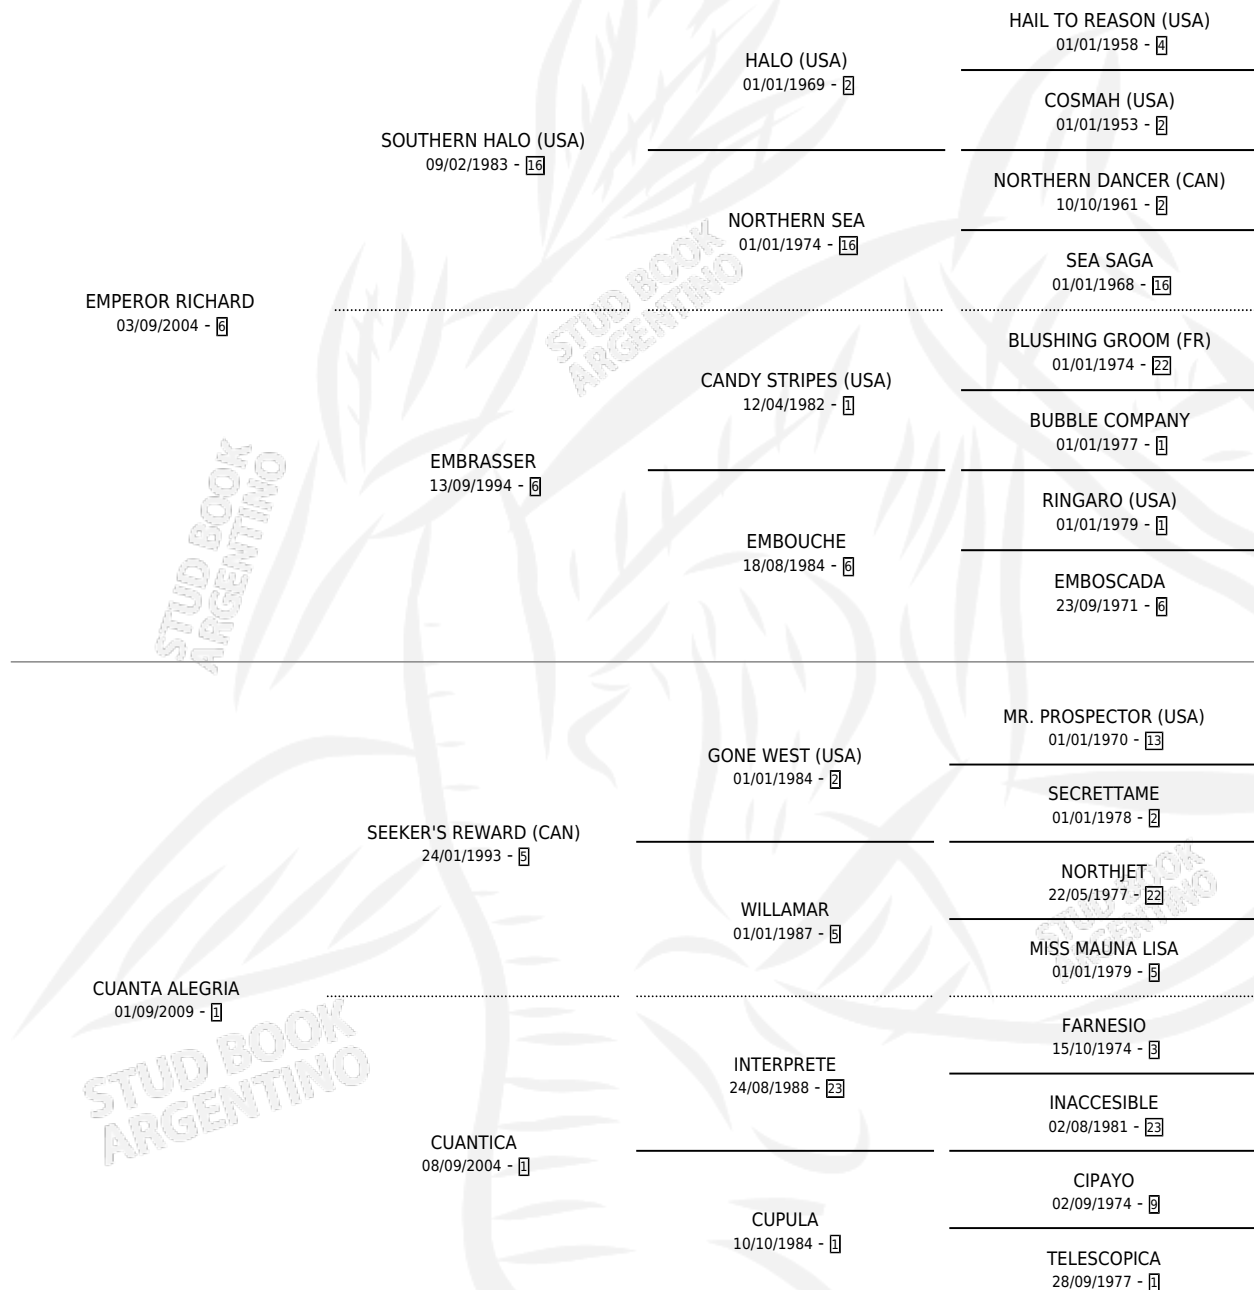 HAIL TO REASON (USA)
01/01/1958 - 4
HALO (USA)
01/01/1969 - 2
COSMAH (USA)
01/01/1953 - 2
SOUTHERN HALO (USA)
09/02/1983 - 16
NORTHERN DANCER (CAN)
10/10/1961 - 2
NORTHERN SEA
01/01/1974 - 16
SEA SAGA
01/01/1968 - 16
EMPEROR RICHARD
03/09/2004 - 6
STUD BOOK
ARGENTINO
BLUSHING GROOM (FR)
01/01/1974 - 22
CANDY STRIPES (USA)
12/04/1982 - 1
BUBBLE COMPANY
01/01/1977 - 1
EMBRASSER
13/09/1994 - 6
RINGARO (USA)
01/01/1979 - 1
EMBOUCHE
18/08/1984 - 6
EMBOSCADA
23/09/1971 - 6
STUD BOOK
ARGENTINO
MR. PROSPECTOR (USA)
01/01/1970 - 13
GONE WEST (USA)
01/01/1984 - 2
SECRETTAME
01/01/1978 - 2
SEEKER'S REWARD (CAN)
24/01/1993 - 5
NORTHJET
22/05/1977 - 22
WILLAMAR
01/01/1987 - 5
MISS MAUNA LISA
01/01/1979 - 5
STUD BOOK
ARGENTINO
CUANTA ALEGRIA
01/09/2009 - 1
FARNESIO
15/10/1974 - 3
INTERPRETE
24/08/1988 - 23
INACCESIBLE
02/08/1981 - 23
STUD BOOK
ARGENTINO
CUANTICA
08/09/2004 - 1
CIPAYO
02/09/1974 - 9
CUPULA
10/10/1984 - 1
TELESCOPICA
28/09/1977 - 1